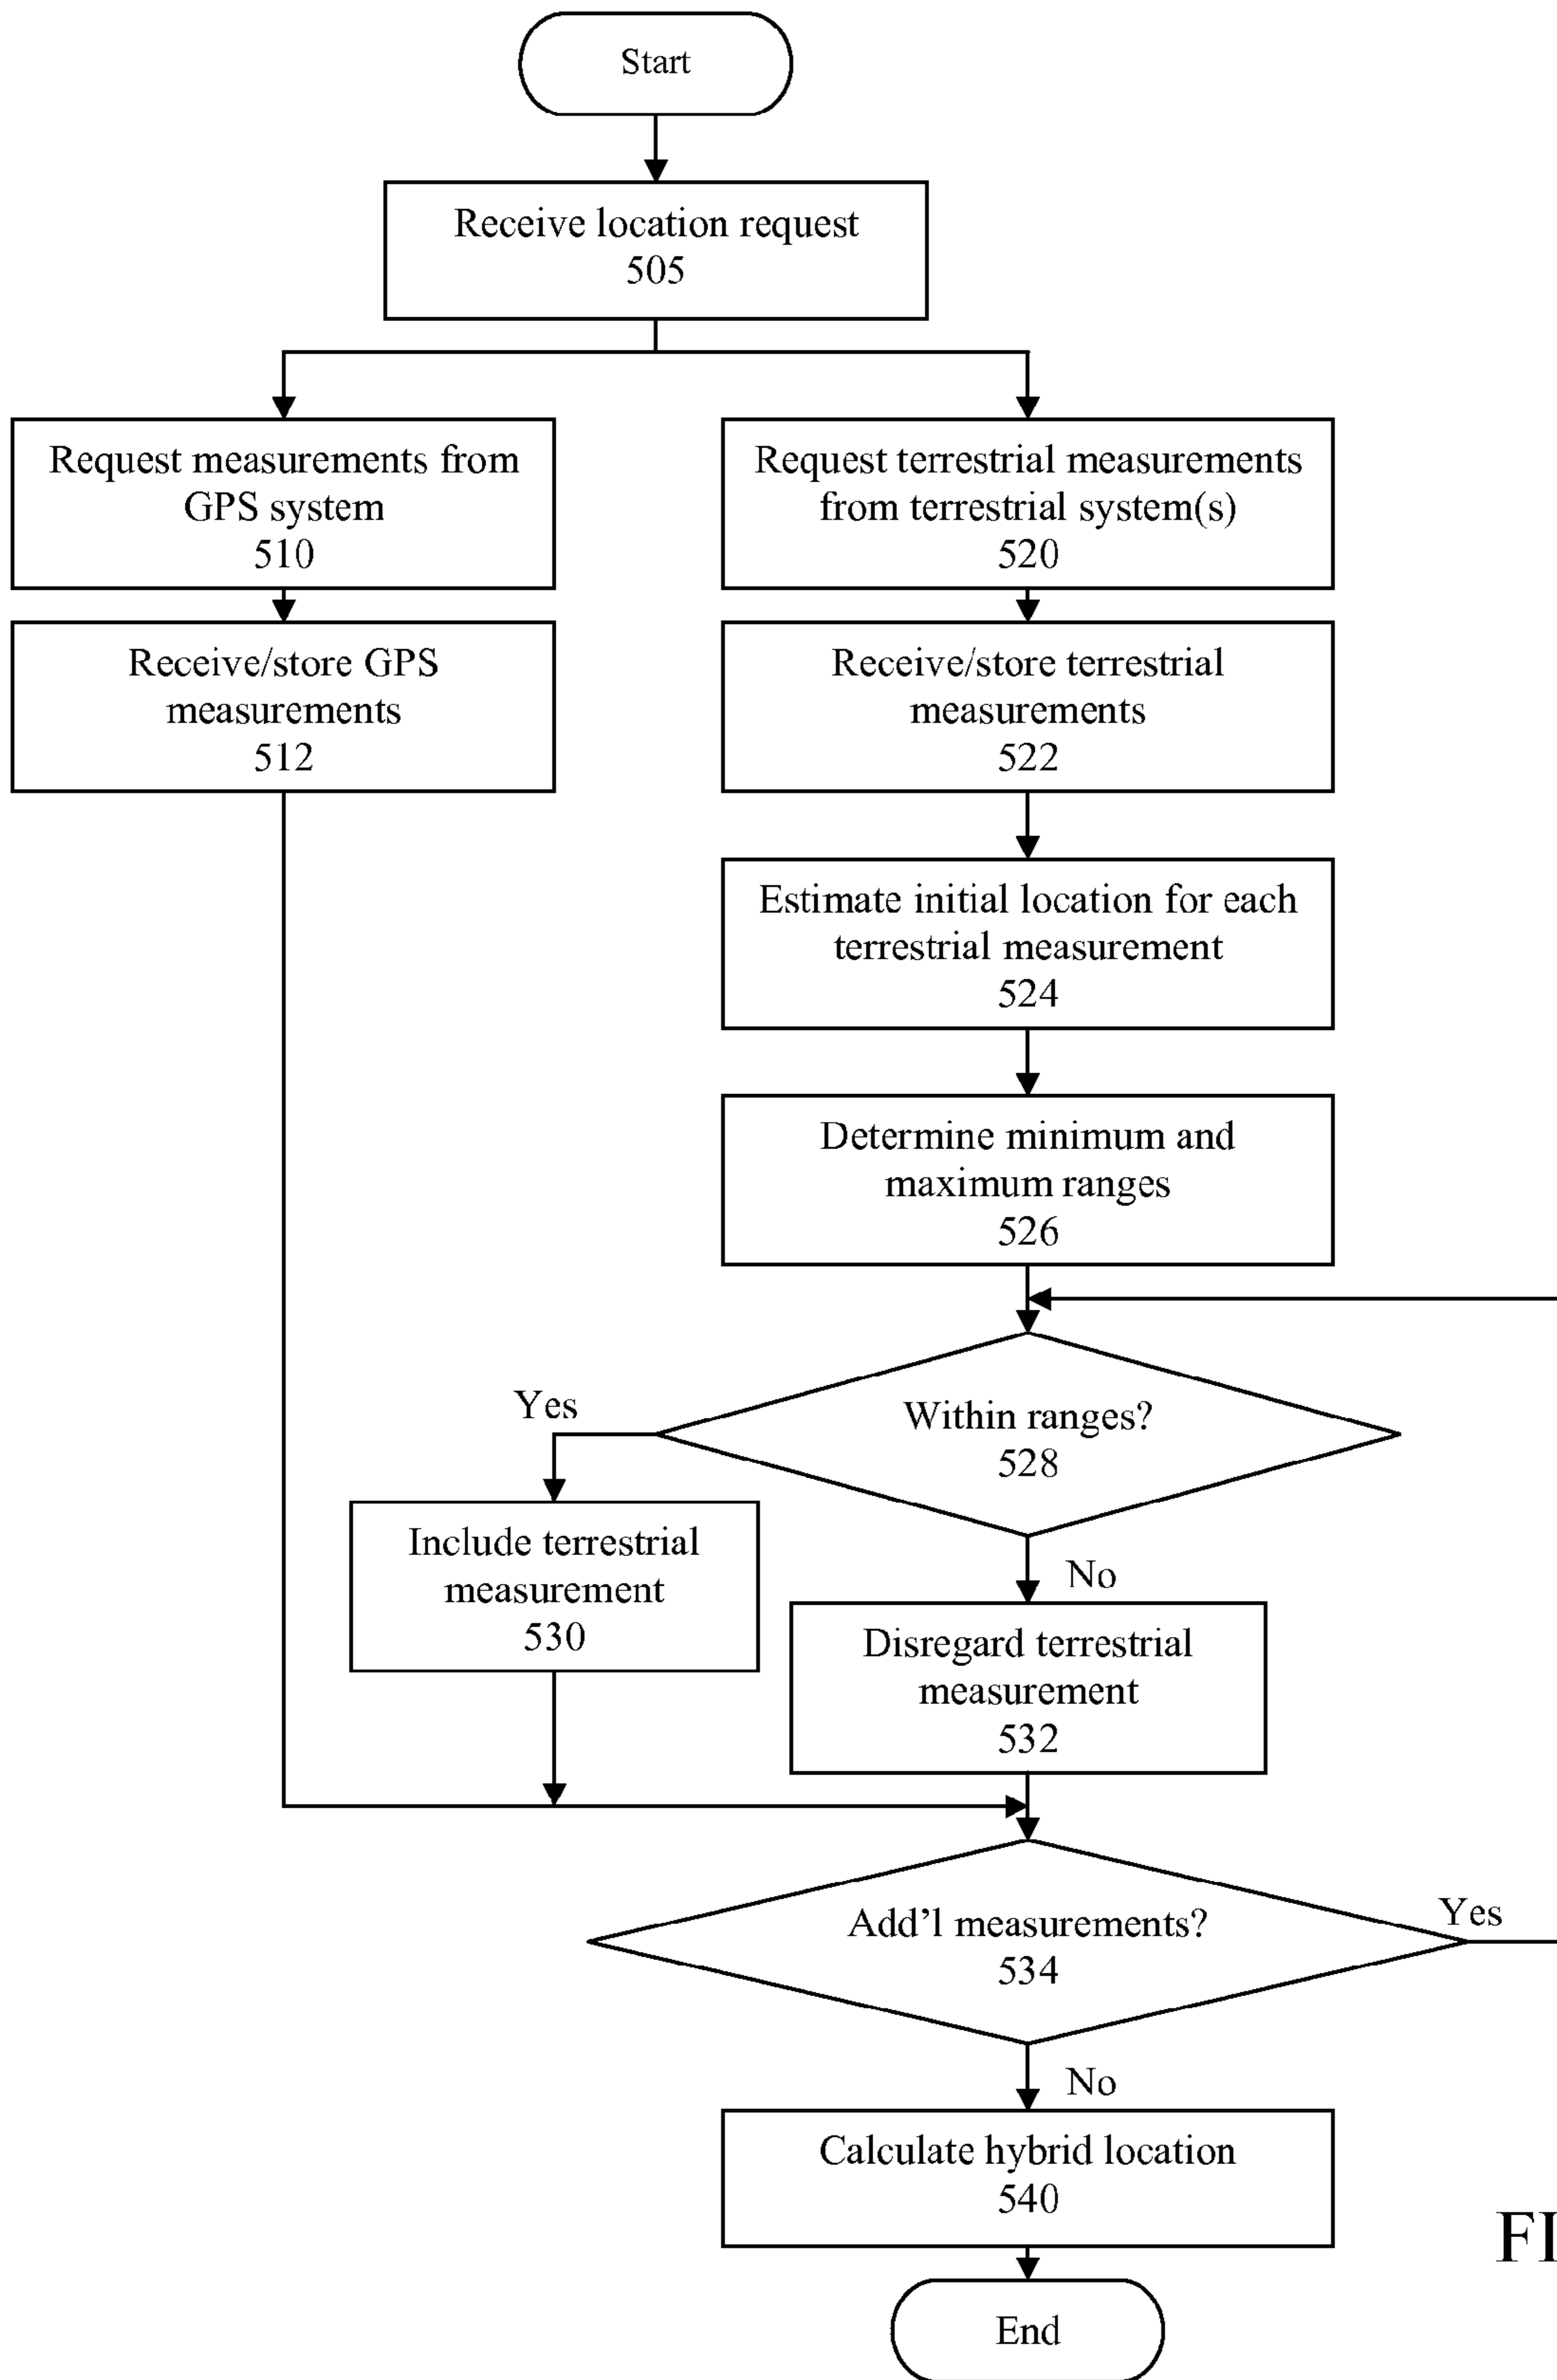 Start
Receive location request
505
Request measurements from
GPS system
510
Request terrestrial measurements
from terrestrial system(s)
520
Receive/store GPS
measurements
512
Receive/store terrestrial
measurements
522
Estimate initial location for each
terrestrial measurement
524
Determine minimum and
maximum ranges
526
Within ranges?
528
Yes
No
Include terrestrial
measurement
530
Disregard terrestrial
measurement
532
Add’l measurements?
534
Yes
No
Calculate hybrid location
540
FI
End